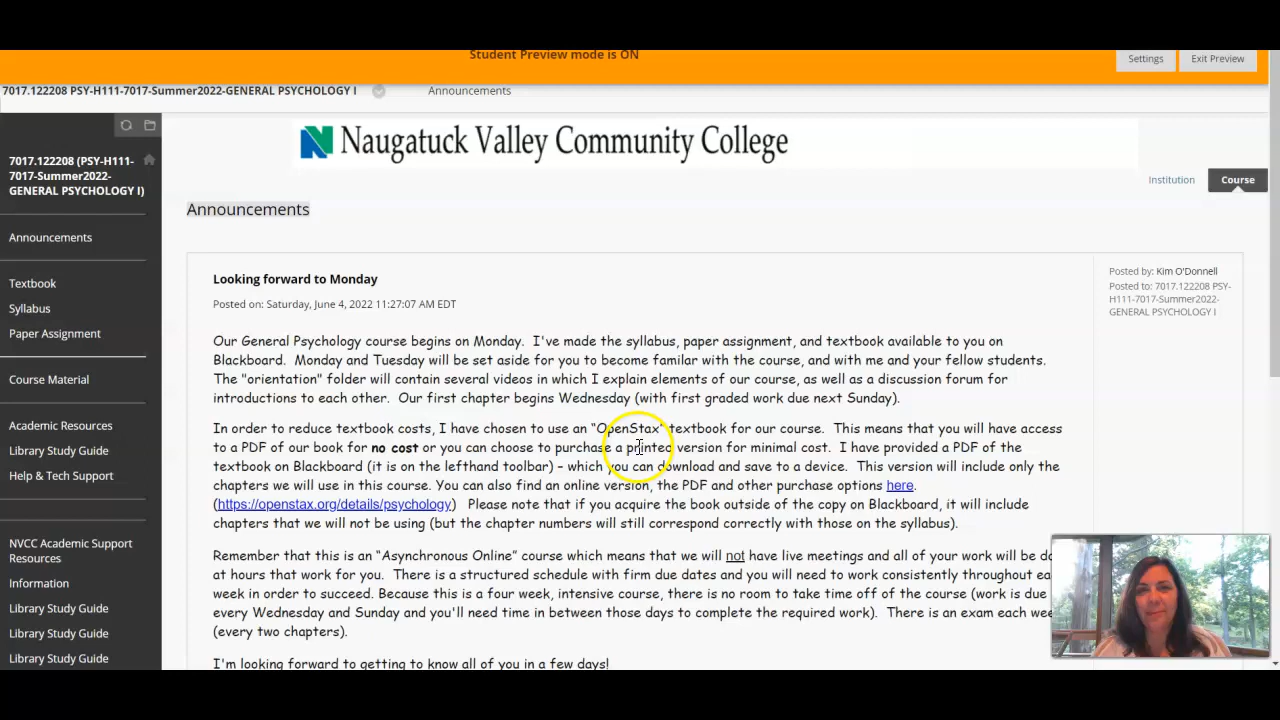 Student Preview mode is ON
Settings
Exit Preview
7017.122208 PSY-H111-7017-Summer2022-GENERAL PSYCHOLOGY I
Announcements
Naugatuck Valley Community College
7017.122208 (PSY-H111-
7017-Summer2022-
GENERAL PSYCHOLOGY I)
Institution
Course
Announcements
Announcements
Textbook
Syllabus
Paper Assignment
Course Material
Academic Resources
Library Study Guide
Help & Tech Support
NVCC Academic Support
Resources
Information
Library Study Guide
Library Study Guide
Library Study Guide
Looking forward to Monday
Posted on: Saturday, June 4, 2022 11:27:07 AM EDT
Posted by: Kim O'Donnell
Posted to: 7017.122208 PSY-
H111-7017-Summer2022-
GENERAL PSYCHOLOGY I
Our General Psychology course begins on Monday. I've made the syllabus, paper assignment, and textbook available to you on
Blackboard. Monday and Tuesday will be set aside for you to become familar with the course, and with me and your fellow students.
The "orientation" folder will contain several videos in which I explain elements of our course, as well as a discussion forum for
introductions to each other. Our first chapter begins Wednesday (with first graded work due next Sunday).
In order to reduce textbook costs, I have chosen to use an "OpenStax" textbook for our course. This means that you will have access
to a PDF of our book for no cost or you can choose to purchase a printed version for minimal cost. I have provided a PDF of the
textbook on Blackboard (it is on the lefthand toolbar) – which you can download and save to a device. This version will include only the
chapters we will use in this course. You can also find an online version, the PDF and other purchase options here.
(https://openstax.org/details/psychology) Please note that if you acquire the book outside of the copy on Blackboard, it will include
chapters that we will not be using (but the chapter numbers will still correspond correctly with those on the syllabus).
Remember that this is an "Asynchronous Online" course which means that we will not have live meetings and all of your work will be do
at hours that work for you. There is a structured schedule with firm due dates and you will need to work consistently throughout ea
week in order to succeed. Because this is a four week, intensive course, there is no room to take time off of the course (work is due
every Wednesday and Sunday and you'll need time in between those days to complete the required work). There is an exam each wee
(every two chapters).
I'm looking forward to getting to know all of you in a few days!